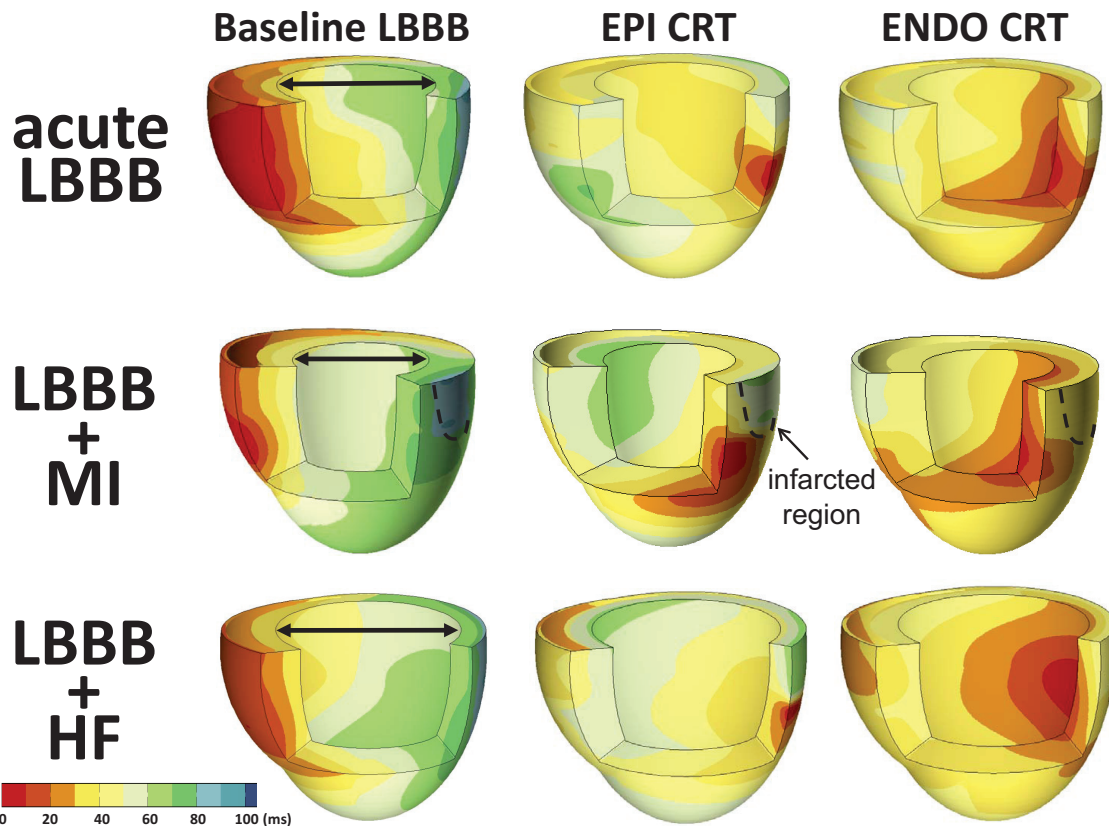 Baseline LBBB EPI CRT ENDO CRT
acute
LBBB
LBBB
+
MI
infarcted
region
LBBB
+
HF
0 20 40 60 80 100 (ms)